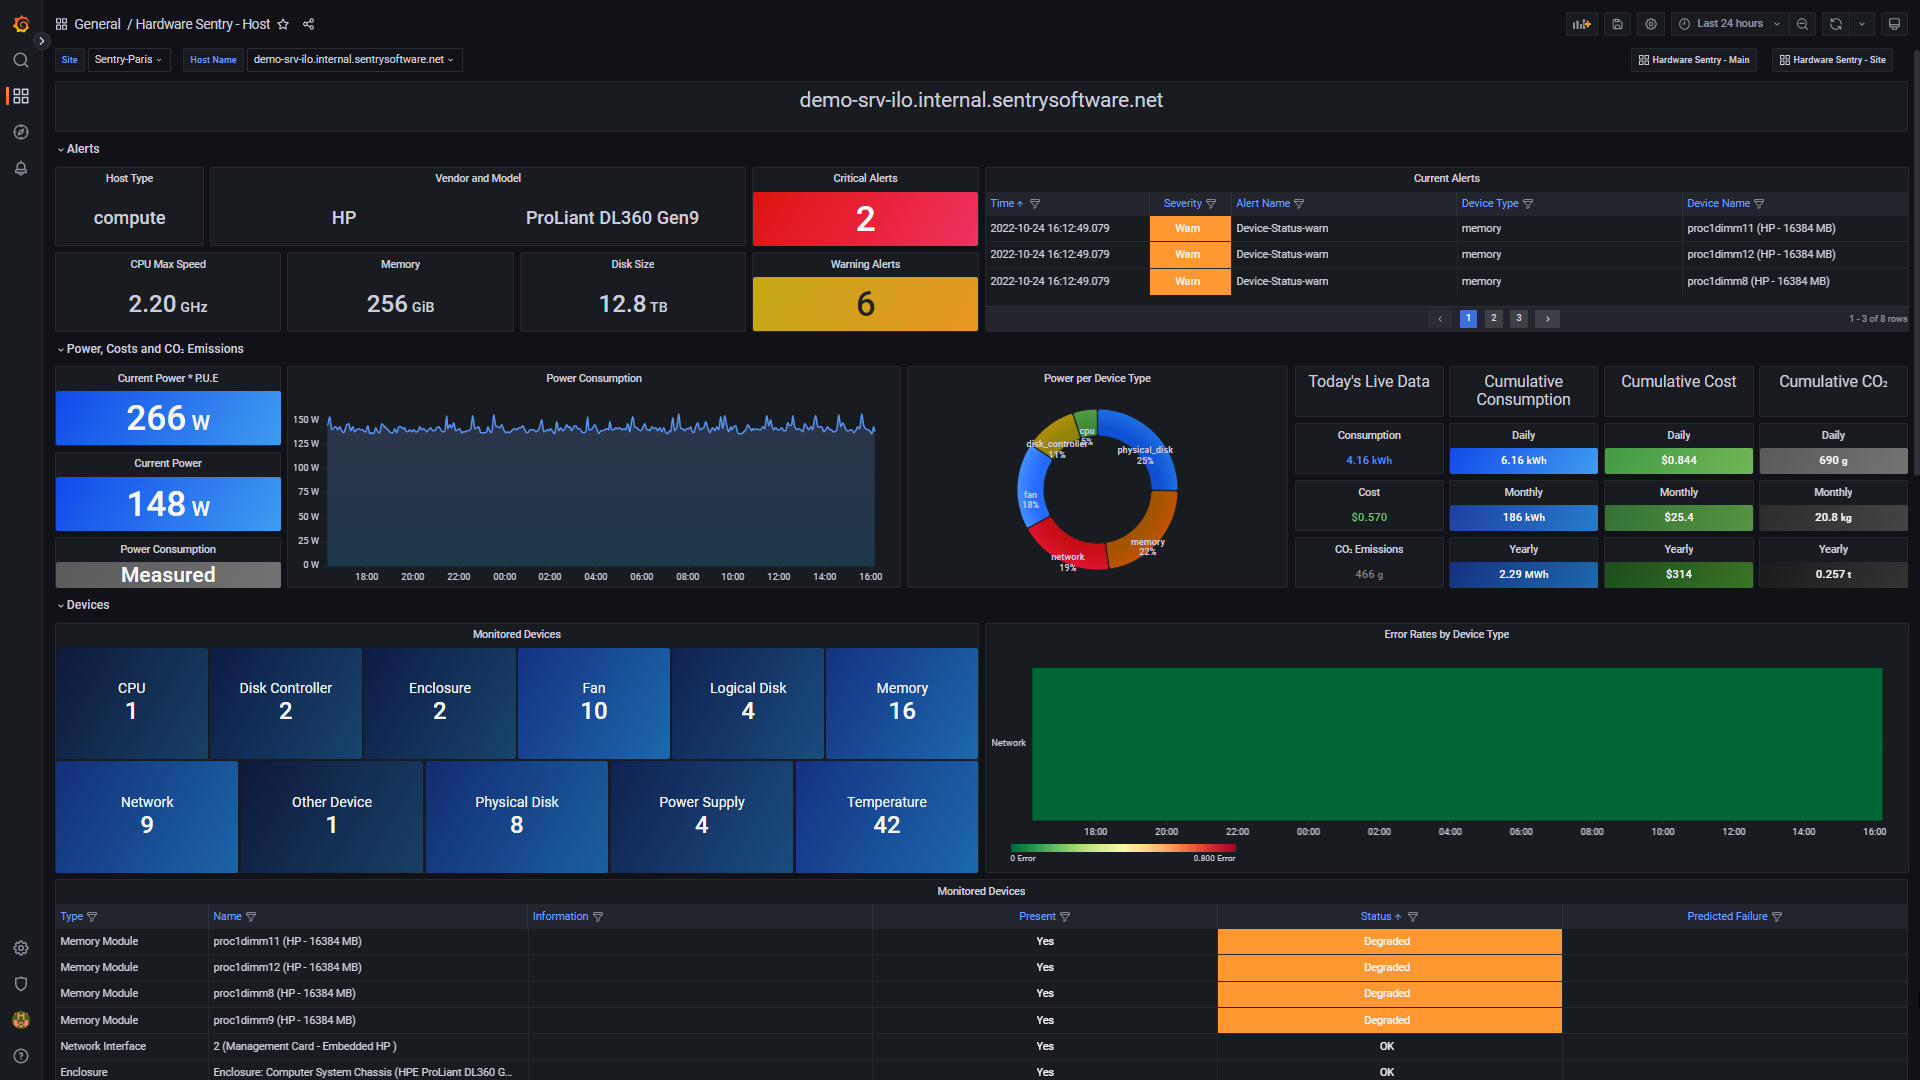 General / Hardware Sentry - Host
Last 24 hours
Site Sentry-Paris Host Name demo-srv-ilo.internal.sentrysoftware.net
Hardware Sentry - Main Hardware Sentry - Site
demo-srv-ilo.internal.sentrysoftware.net
Alerts
Host Type
compute
Vendor and Model
HP ProLiant DL360 Gen9
Critical Alerts
2
CPU Max Speed
2.20 GHz
Memory
256 GiB
Disk Size
12.8 TB
Warning Alerts
6
Current Alerts
Time Severity Alert Name Device Type Device Name
2022-10-24 16:12:49.079 Warn Device-Status-warn memory proc1dimm11 (HP - 16384 MB)
2022-10-24 16:12:49.079 Warn Device-Status-warn memory proc1dimm12 (HP - 16384 MB)
2022-10-24 16:12:49.079 Warn Device-Status-warn memory proc1dimm8 (HP - 16384 MB)
1 2 3
1 - 3 of 8 rows
Power, Costs and CO₂ Emissions
Current Power * P.U.E
266 W
Current Power
148 W
Power Consumption
Measured
Power Consumption
150 W
125 W
100 W
75 W
50 W
25 W
0 W
18:00 20:00 22:00 00:00 02:00 04:00 06:00 08:00 10:00 12:00 14:00 16:00
Power per Device Type
cpu
5%
disk_controller
11%
physical_disk
25%
fan
18%
memory
22%
network
19%
Today's Live Data
Consumption
4.16 kWh
Cost
$0.570
CO₂ Emissions
466 g
Cumulative
Consumption
Daily
6.16 kWh
Monthly
186 kWh
Yearly
2.29 MWh
Cumulative Cost
Daily
$0.844
Monthly
$25.4
Yearly
$314
Cumulative CO₂
Daily
690 g
Monthly
20.8 kg
Yearly
0.257 t
Devices
Monitored Devices
CPU
1
Disk Controller
2
Enclosure
2
Fan
10
Logical Disk
4
Memory
16
Network
9
Other Device
1
Physical Disk
8
Power Supply
4
Temperature
42
Error Rates by Device Type
Network
18:00 20:00 22:00 00:00 02:00 04:00 06:00 08:00 10:00 12:00 14:00 16:00
0 Error 0.800 Error
Monitored Devices
Type Name Information Present Status Predicted Failure
Memory Module proc1dimm11 (HP - 16384 MB) Yes Degraded
Memory Module proc1dimm12 (HP - 16384 MB) Yes Degraded
Memory Module proc1dimm8 (HP - 16384 MB) Yes Degraded
Memory Module proc1dimm9 (HP - 16384 MB) Yes Degraded
Network Interface 2 (Management Card - Embedded HP ) Yes OK
Enclosure Enclosure: Computer System Chassis (HPE ProLiant DL360 G... Yes OK